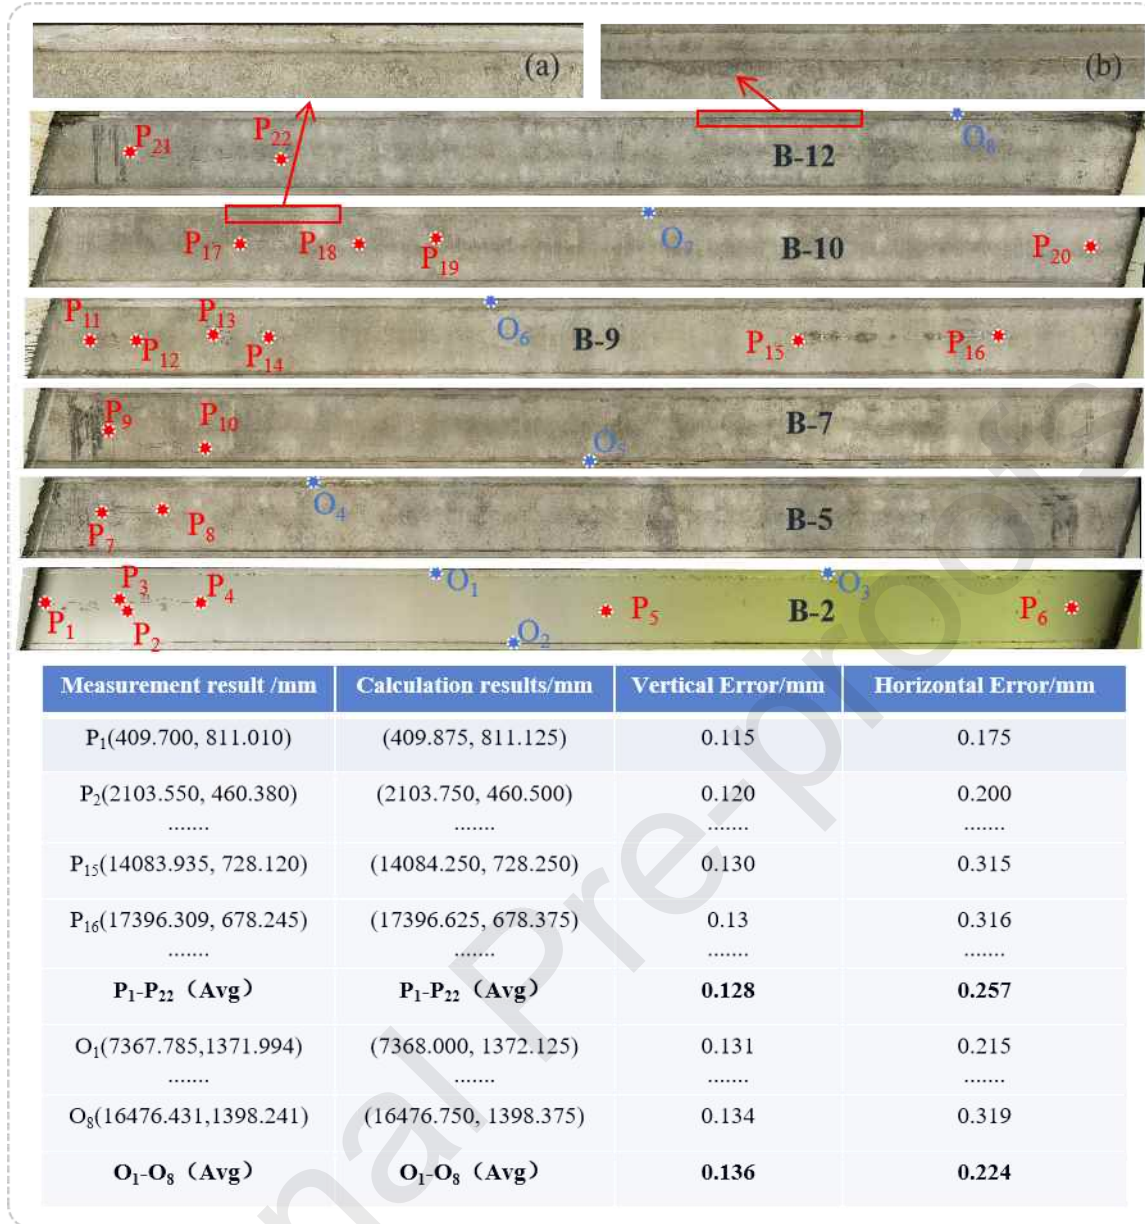 (a)
(b)
P21
P22
B-12
O8
P17
P18
P19
O7
B-10
P20
P11
P12
P13
P14
O6
B-9
P15
P16
P9
P10
O5
B-7
P7
P8
O4
B-5
P1
P3
P2
P4
O1
O2
P5
B-2
O3
P6
Measurement result /mm Calculation results/mm Vertical Error/mm Horizontal Error/mm
P1(409.700, 811.010) (409.875, 811.125) 0.115 0.175
P2(2103.550, 460.380) (2103.750, 460.500) 0.120 0.200
....... ....... ....... .......
P15(14083.935, 728.120) (14084.250, 728.250) 0.130 0.315
P16(17396.309, 678.245) (17396.625, 678.375) 0.13 0.316
....... ....... ....... .......
P1-P22（Avg） P1-P22（Avg） 0.128 0.257
O1(7367.785,1371.994) (7368.000, 1372.125) 0.131 0.215
....... ....... ....... .......
O8(16476.431,1398.241) (16476.750, 1398.375) 0.134 0.319
O1-O8（Avg） O1-O8（Avg） 0.136 0.224
nal Pre-proofs